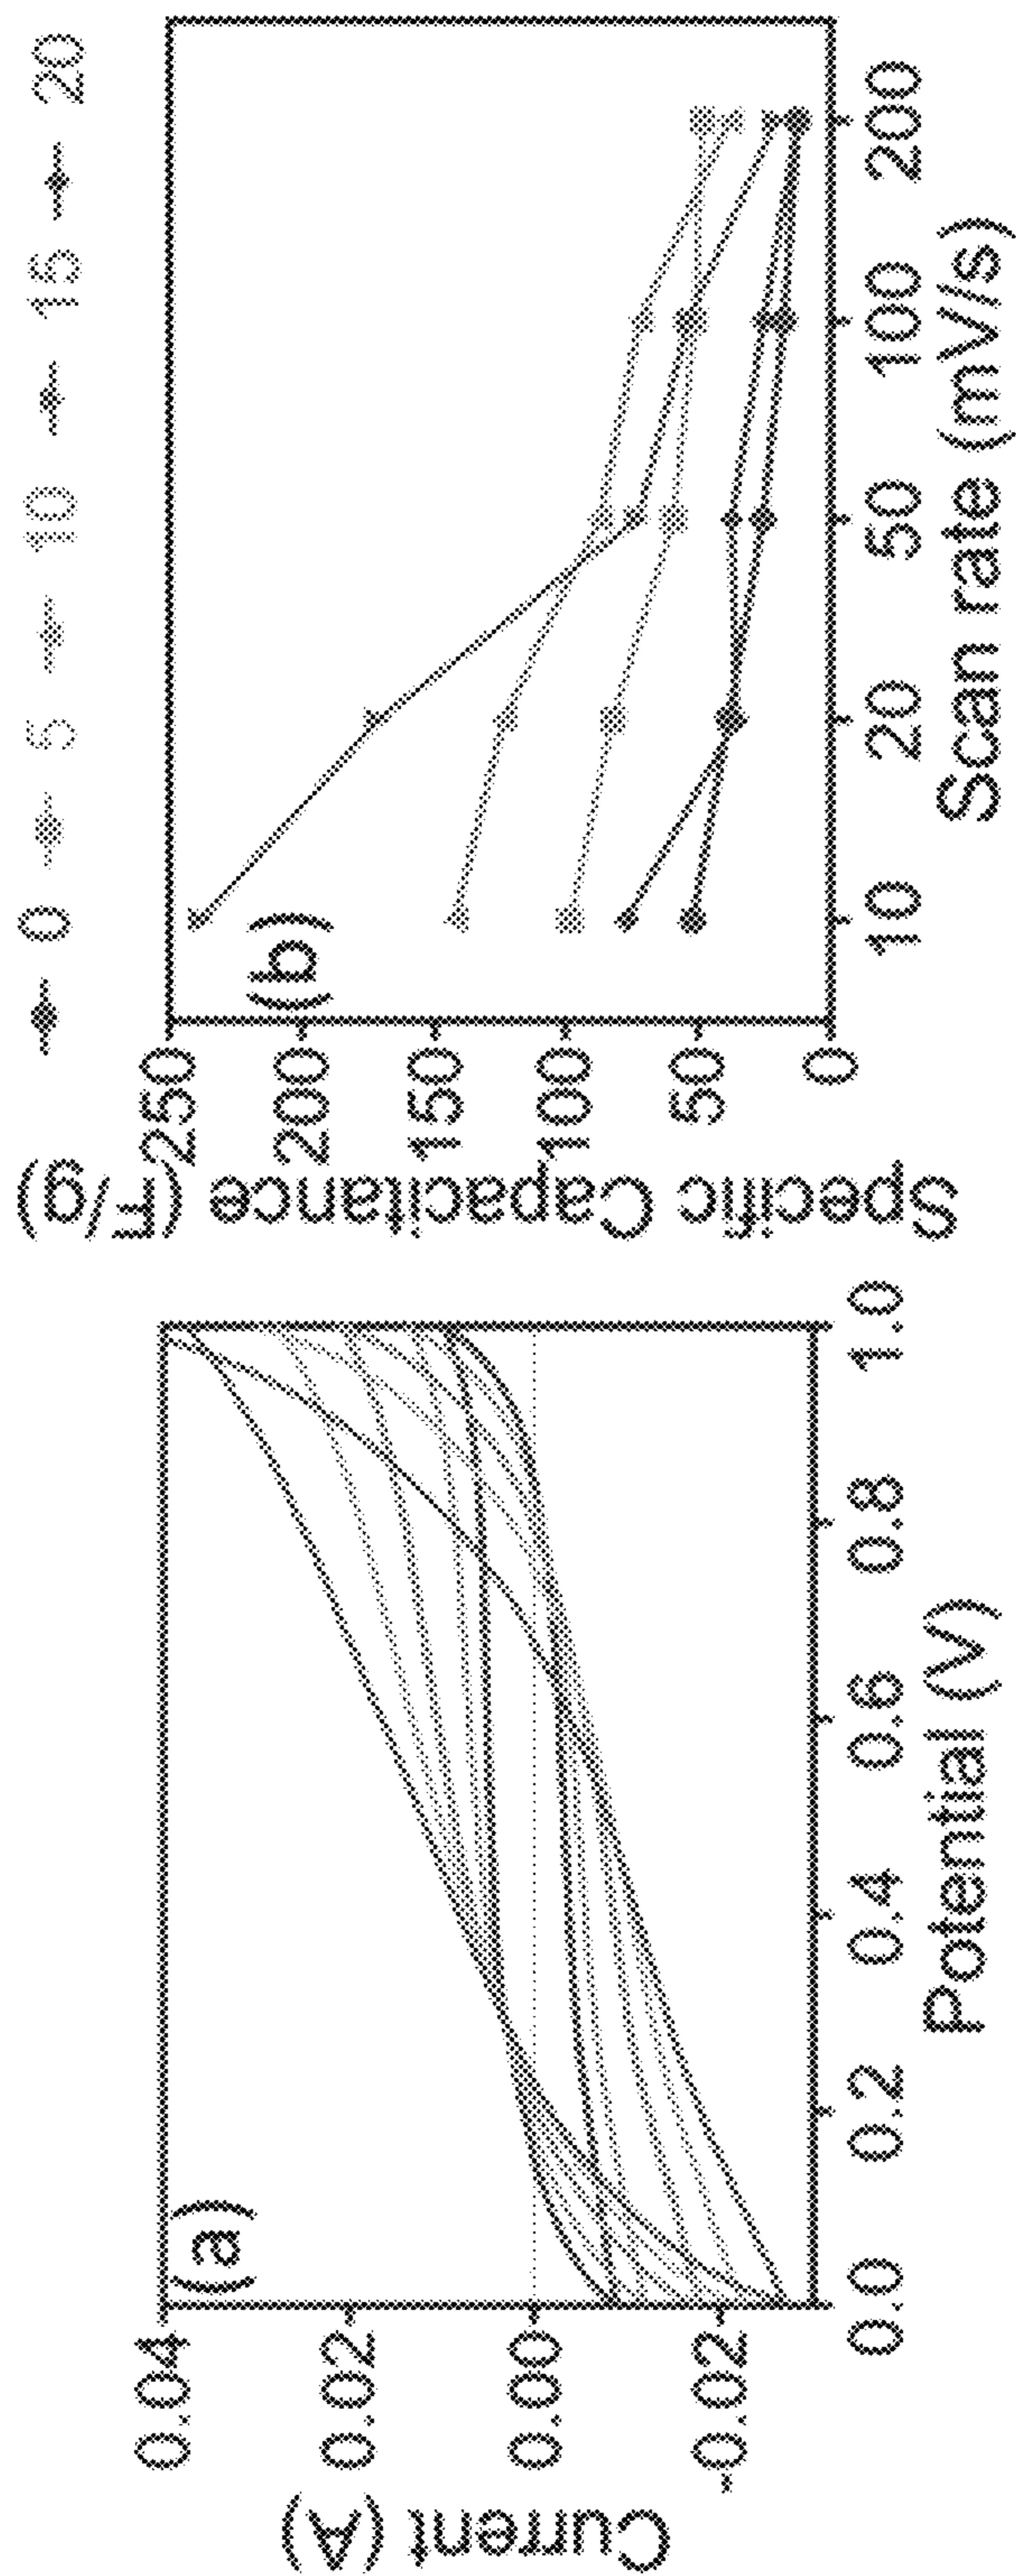 (a)
0.04
0.02
0.00
-0.02
Current (A)
0.0 0.2 0.4 0.6 0.8 1.0
Potential (V)
0 5 10 15 20
(b)
250
200
150
100
50
0
Specific Capacitance (F/g)
10 20 50 100 200
Scan rate (mV/s)